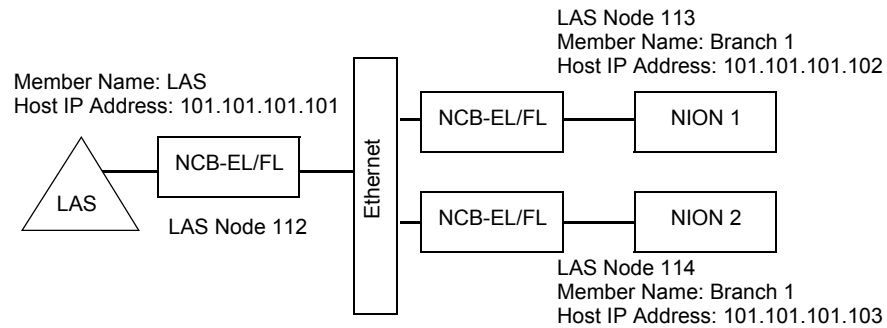 LAS Node 113
Member Name: Branch 1
Host IP Address: 101.101.101.102
Member Name: LAS
Host IP Address: 101.101.101.101
LAS
NCB-EL/FL
LAS Node 112
Ethernet
NCB-EL/FL
NION 1
NCB-EL/FL
NION 2
LAS Node 114
Member Name: Branch 1
Host IP Address: 101.101.101.103